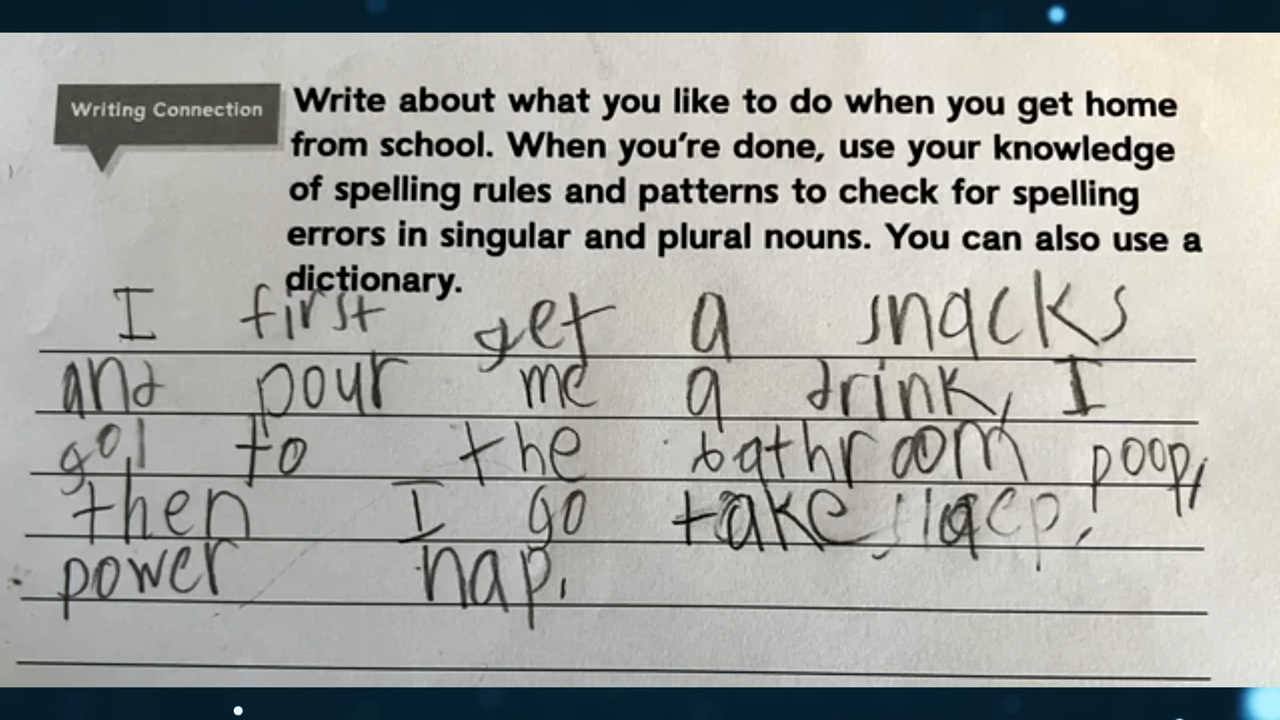 Writing Connection
Write about what you like to do when you get home
from school. When you're done, use your knowledge
of spelling rules and patterns to check for spelling
errors in singular and plural nouns. You can also use a
dictionary.
I first get a snacks
and pour me a drink, I
go to the bathroom poop,
then I go take a
power nap.